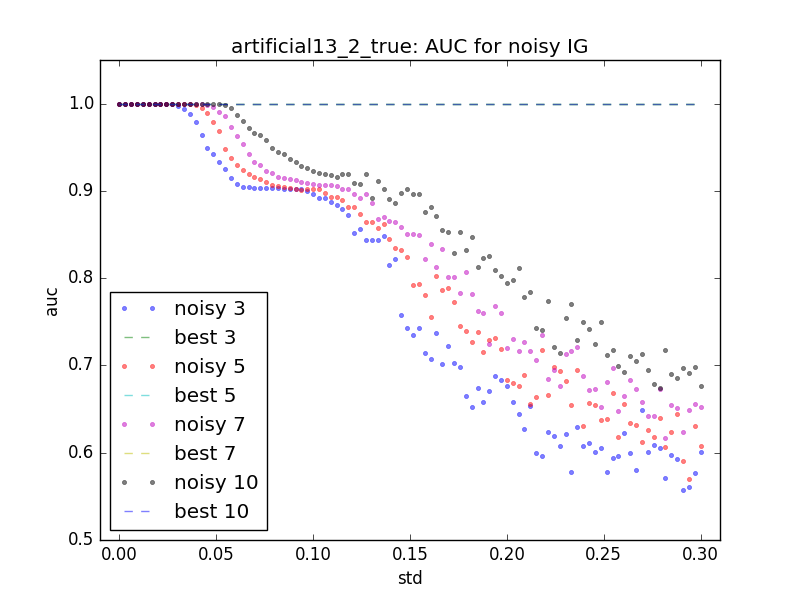 artificial13_2_true: AUC for noisy IG
1.0
0.9
0.8
0.7
0.6
0.5
auc
noisy 3
best 3
noisy 5
best 5
noisy 7
best 7
noisy 10
best 10
0.00 0.05 0.10 0.15 0.20 0.25 0.30
std